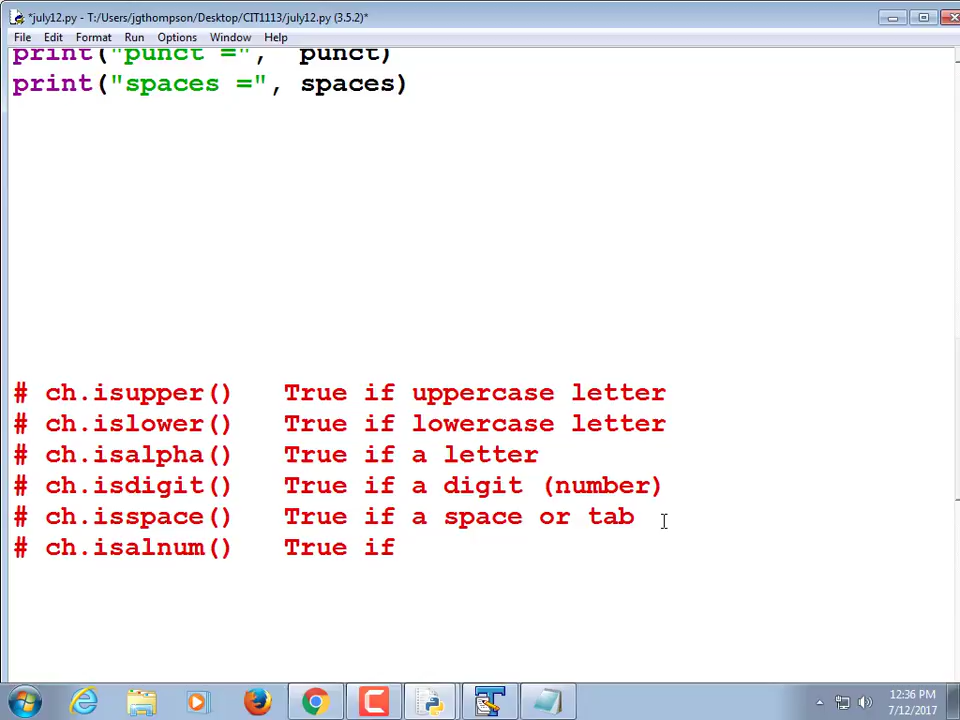 *july12.py - T:/Users/jgthompson/Desktop/CIT1113/july12.py (3.5.2)*
File Edit Format Run Options Window Help
print("punct =",  punct)
print("spaces =", spaces)
# ch.isupper()   True if uppercase letter
# ch.islower()   True if lowercase letter
# ch.isalpha()   True if a letter
# ch.isdigit()   True if a digit (number)
# ch.isspace()   True if a space or tab
# ch.isalnum()   True if
12:36 PM
7/12/2017